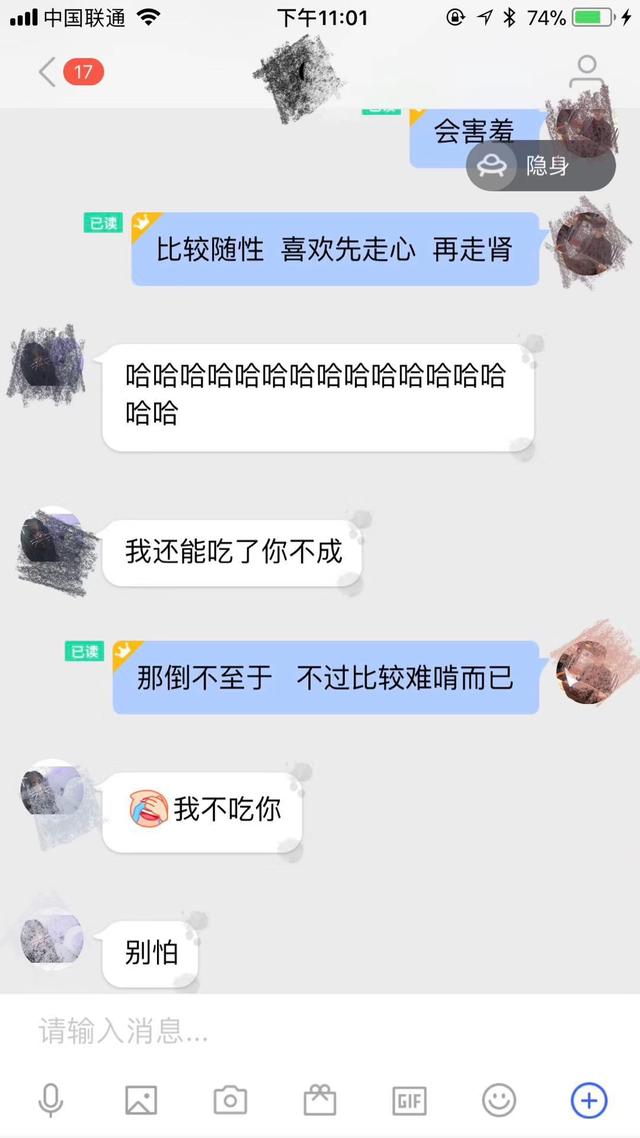 中国联通
下午11:01
74%
17
已读
会害羞
隐身
已读
比较随性 喜欢先走心 再走肾
哈哈哈哈哈哈哈哈哈哈哈哈哈哈
哈哈
我还能吃了你不成
已读
那倒不至于 不过比较难啃而已
我不吃你
别怕
请输入消息...
GIF